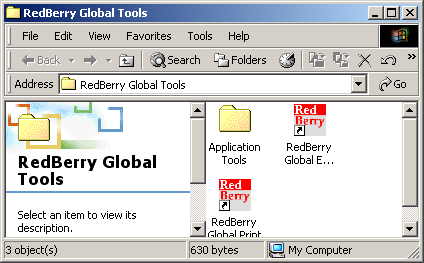 RedBerry Global Tools
File Edit View Favorites Tools Help
Back Search Folders
Address RedBerry Global Tools Go
RedBerry Global
Tools
Select an item to view its
description.
Application
Tools
Red
Berry
RedBerry
Global E...
Red
Berry
RedBerry
Global Print
3 object(s) 630 bytes My Computer